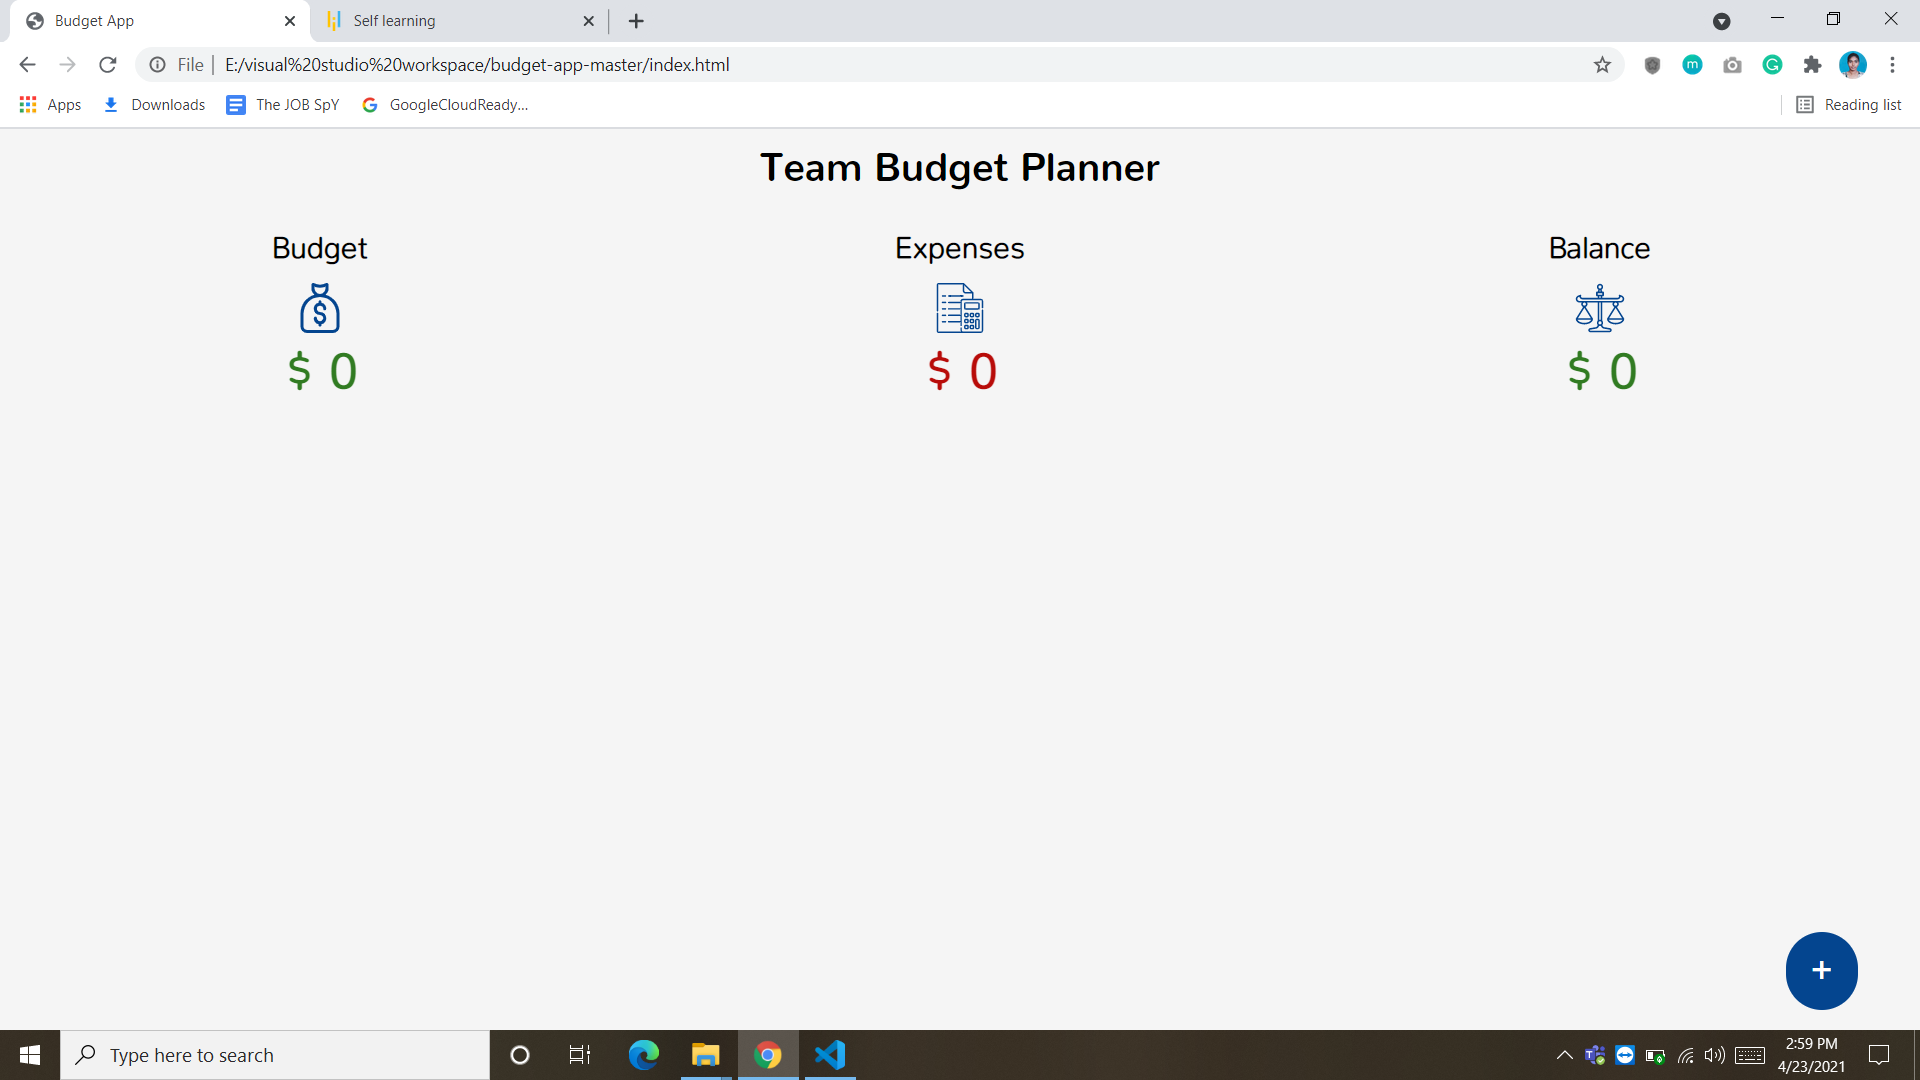 Budget App
Self learning
File | E:/visual%20studio%20workspace/budget-app-master/index.html
m
Apps
Downloads
The JOB SpY
GoogleCloudReady...
Reading list
Team Budget Planner
Budget
Expenses
Balance
$ 0
$ 0
$ 0
+
Type here to search
2:59 PM
4/23/2021